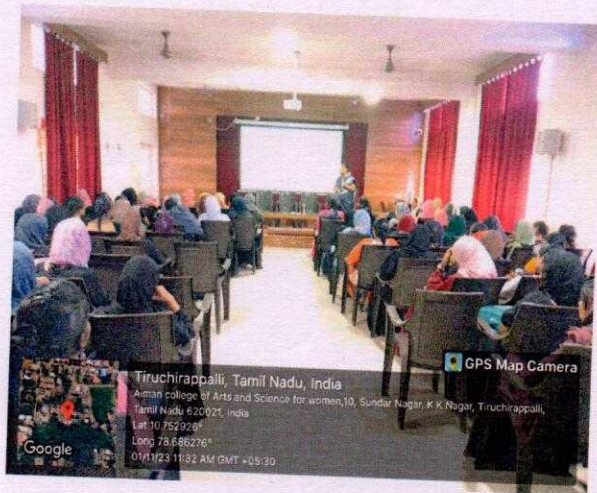 GPS Map Camera
Tiruchirappalli, Tamil Nadu, India
Aiman college of Arts and Science for women,10, Sundar Nagar, K K Nagar, Tiruchirappalli,
Tamil Nadu 620021, India
Lat 10.752926°
Long 78.686276°
01/11/23 11:32 AM GMT +05:30
Google